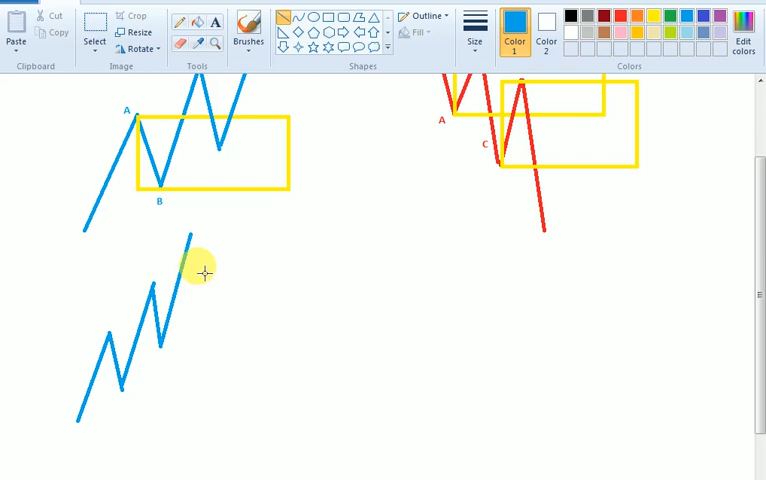 Cut
Copy
Paste
Crop
Resize
Rotate
Select
A
Brushes
Outline
Fill
Size
Color
1
Color
2
Edit
colors
Clipboard
Image
Tools
Shapes
Colors
A
B
A
C